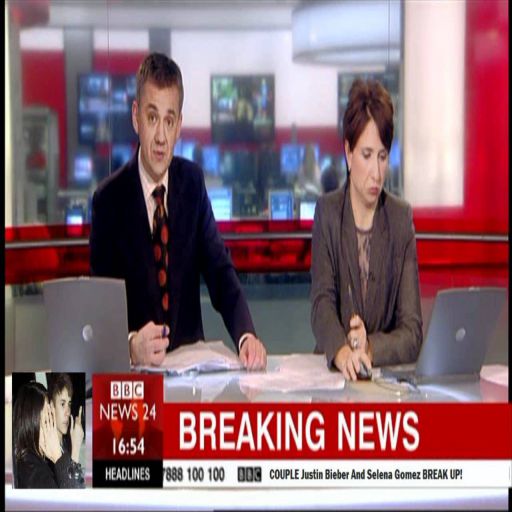 BBC
NEWS 24
16:54
HEADLINES
BREAKING NEWS
7888 100 100 BBC COUPLE Justin Bieber And Selena Gomez BREAK UP!